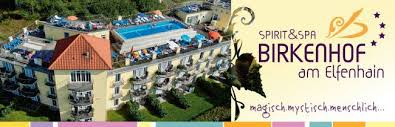 SPIRIT&SPA
BIRKENHOF
am Elfenhain
magisch.mystisch.menschlich...